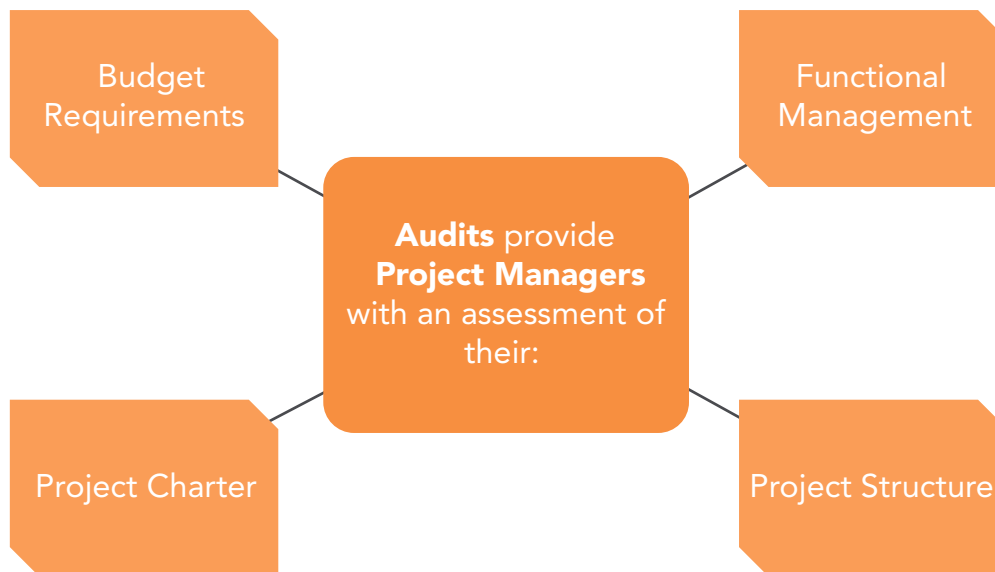 Budget
Requirements
Functional
Management
Audits provide
Project Managers
with an assessment of
their:
Project Charter
Project Structure